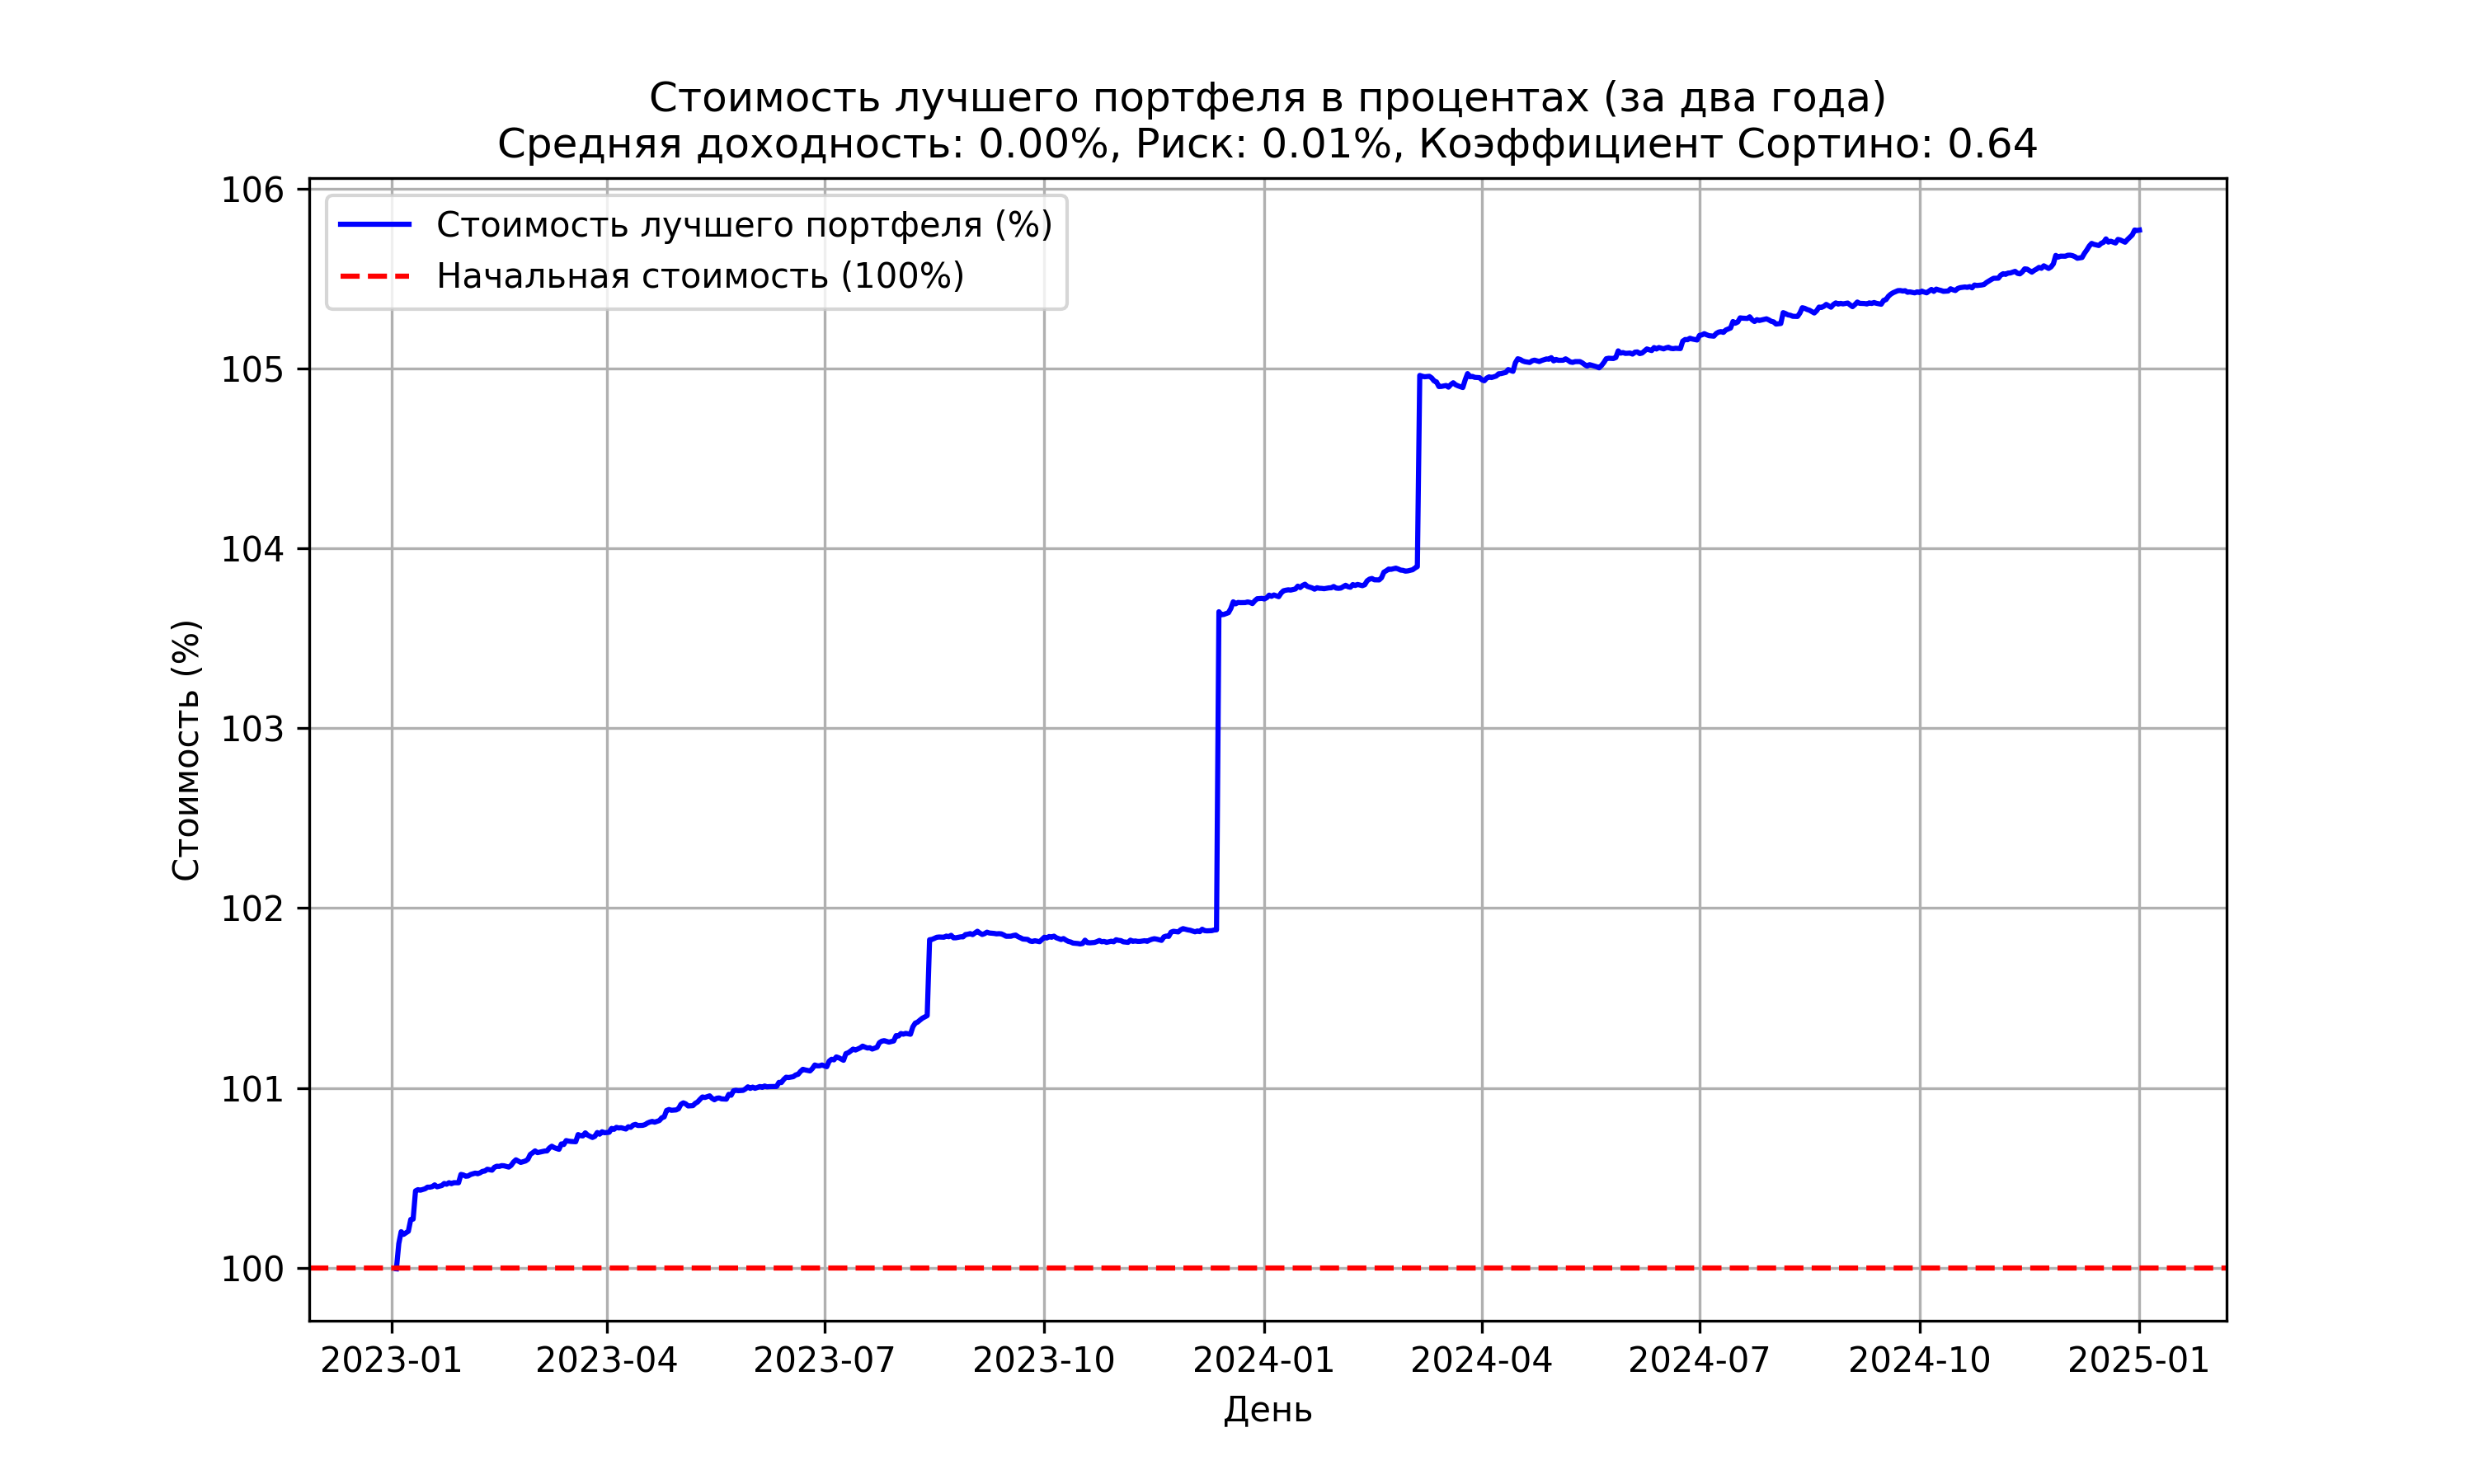 Стоимость лучшего портфеля в процентах (за два года)
Средняя доходность: 0.00%, Риск: 0.01%, Коэффициент Сортино: 0.64
Стоимость лучшего портфеля (%)
Начальная стоимость (100%)
Стоимость (%)
106
105
104
103
102
101
100
2023-01 2023-04 2023-07 2023-10 2024-01 2024-04 2024-07 2024-10 2025-01
День